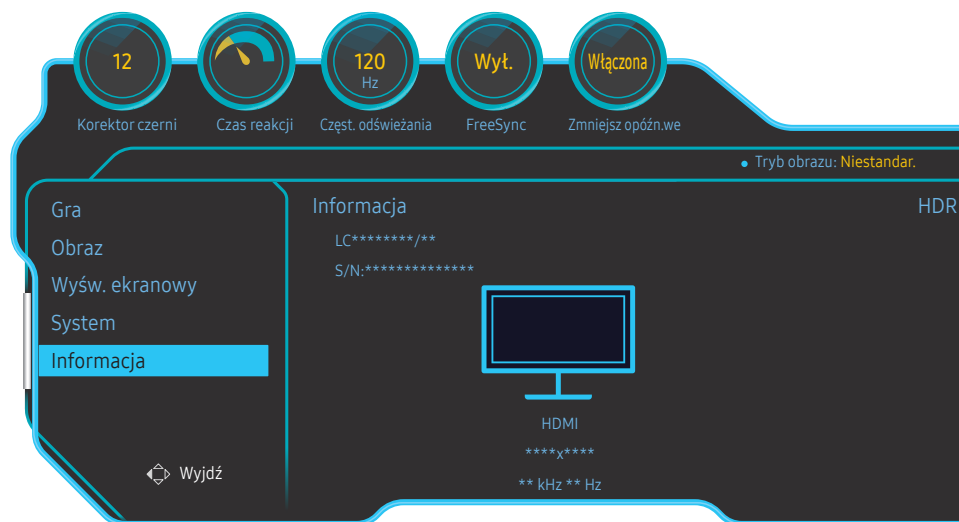 12
120
Hz
Wył.
Włączona
Korektor czerni
Czas reakcji
Częst. odświeżania
FreeSync
Zmniejsz opóźn.we
Tryb obrazu: Niestandar.
Gra
Obraz
Wyśw. ekranowy
System
Informacja
Wyjdź
Informacja
HDR
LC********/**
S/N:**************
HDMI
****x****
** kHz ** Hz